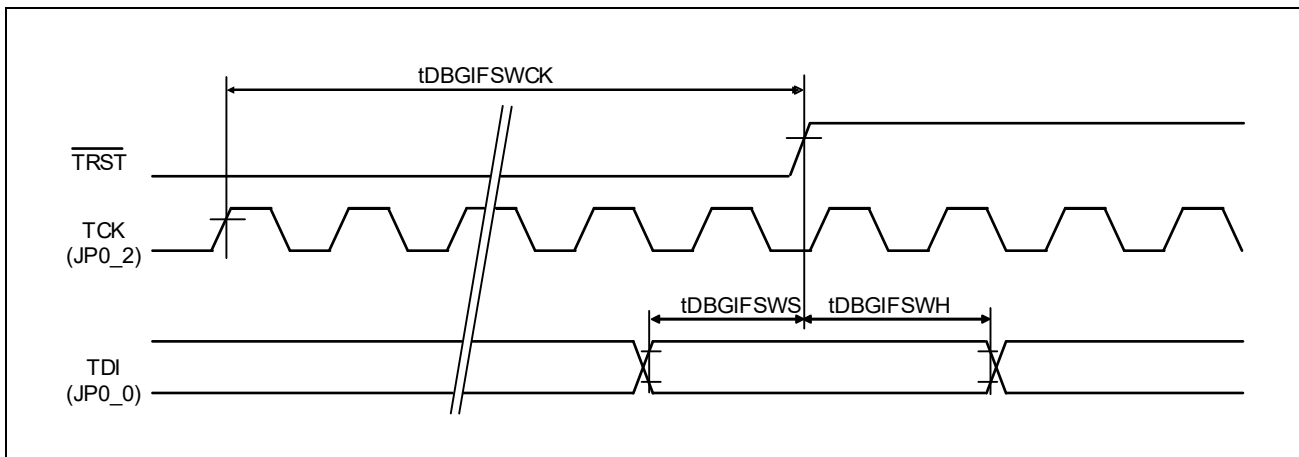 tDBGIFSWCK
TRST
TCK
(JP0_2)
tDBGIFSWS
tDBGIFSWH
TDI
(JP0_0)